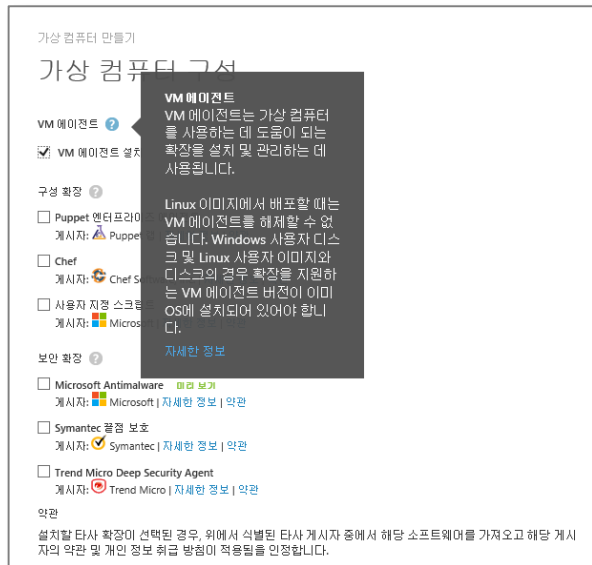 가상 컴퓨터 만들기
가상 컴퓨터 구성
VM 에이전트 ?
VM 에이전트
VM 에이전트는 가상 컴퓨터
를 사용하는 데 도움이 되는
확장을 설치 및 관리하는 데
사용됩니다.
Linux 이미지에서 배포할 때는
VM 에이전트를 해제할 수 없
습니다. Windows 사용자 디스
크 및 Linux 사용자 이미지와
디스크의 경우 확장을 지원하
는 VM 에이전트 버전이 이미
OS에 설치되어 있어야 합니
다.
자세한 정보
VM 에이전트 설치
구성 확장 ?
Puppet 엔터프라이즈
게시자: Puppet
Chef
게시자: Chef
사용자 지정 스크립트
게시자: Microsoft
보안 확장 ?
Microsoft Antimalware 미리 보기
게시자: Microsoft | 자세한 정보 | 약관
Symantec 끝점 보호
게시자: Symantec | 자세한 정보 | 약관
Trend Micro Deep Security Agent
게시자: Trend Micro | 자세한 정보 | 약관
약관
설치할 타사 확장이 선택된 경우, 위에서 식별된 타사 게시자 중에서 해당 소프트웨어를 가져오고 해당 게시
자의 약관 및 개인 정보 취급 방침이 적용됨을 인정합니다.